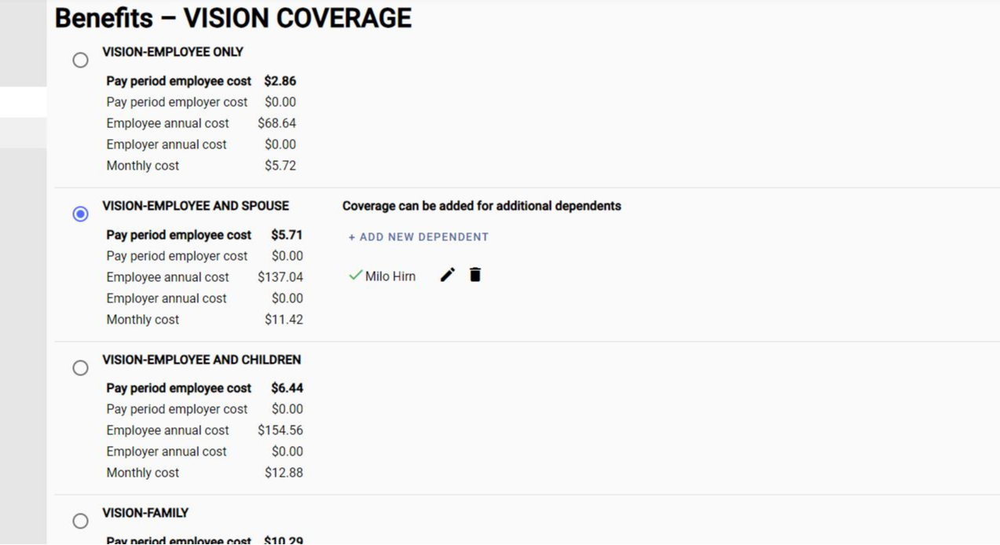 Benefits – VISION COVERAGE
VISION-EMPLOYEE ONLY
Pay period employee cost $2.86
Pay period employer cost $0.00
Employee annual cost $68.64
Employer annual cost $0.00
Monthly cost $5.72
VISION-EMPLOYEE AND SPOUSE
Pay period employee cost $5.71
Pay period employer cost $0.00
Employee annual cost $137.04
Employer annual cost $0.00
Monthly cost $11.42
Coverage can be added for additional dependents
+ ADD NEW DEPENDENT
Milo Hirn
VISION-EMPLOYEE AND CHILDREN
Pay period employee cost $6.44
Pay period employer cost $0.00
Employee annual cost $154.56
Employer annual cost $0.00
Monthly cost $12.88
VISION-FAMILY
Pay period employee cost $10.29